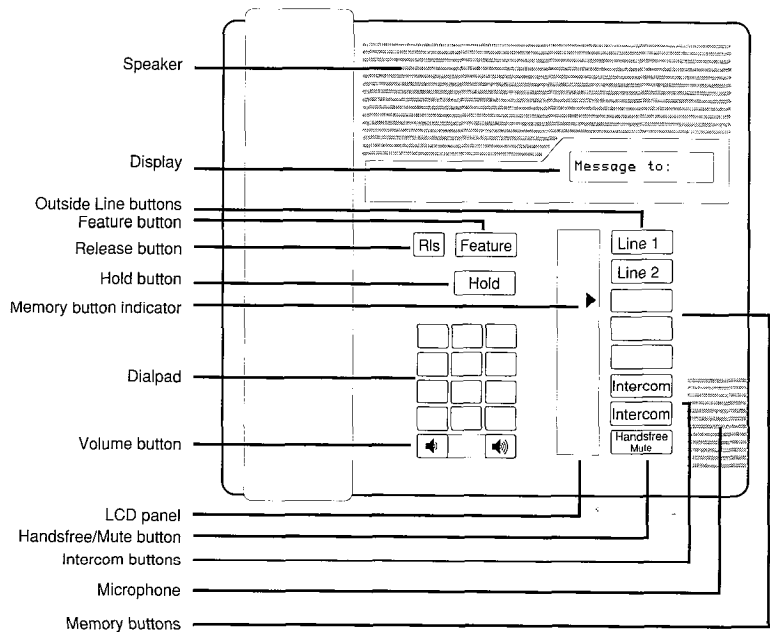 Speaker
Display
Message to:
Outside Line buttons
Feature button
Release button
Rls
Feature
Line 1
Hold button
Hold
Line 2
Memory button indicator
Dialpad
Intercom
Intercom
Volume button
Handsfree
Mute
LCD panel
Handsfree/Mute button
Intercom buttons
Microphone
Memory buttons